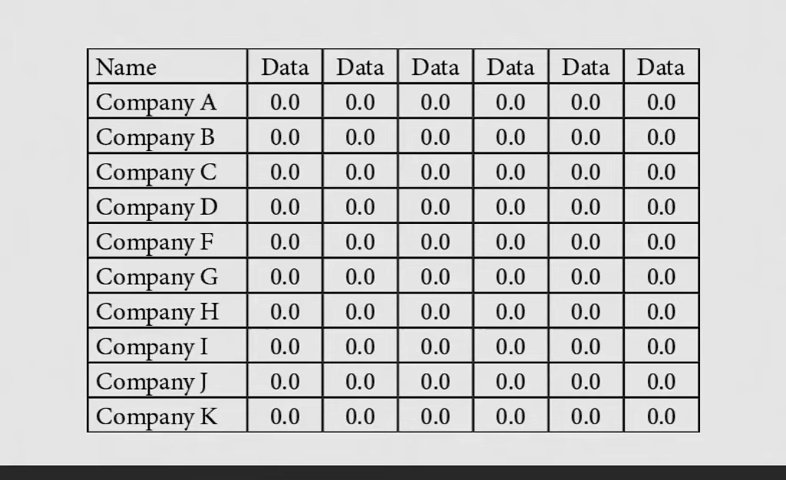 Name Data Data Data Data Data Data
Company A 0.0 0.0 0.0 0.0 0.0 0.0
Company B 0.0 0.0 0.0 0.0 0.0 0.0
Company C 0.0 0.0 0.0 0.0 0.0 0.0
Company D 0.0 0.0 0.0 0.0 0.0 0.0
Company F 0.0 0.0 0.0 0.0 0.0 0.0
Company G 0.0 0.0 0.0 0.0 0.0 0.0
Company H 0.0 0.0 0.0 0.0 0.0 0.0
Company I 0.0 0.0 0.0 0.0 0.0 0.0
Company J 0.0 0.0 0.0 0.0 0.0 0.0
Company K 0.0 0.0 0.0 0.0 0.0 0.0